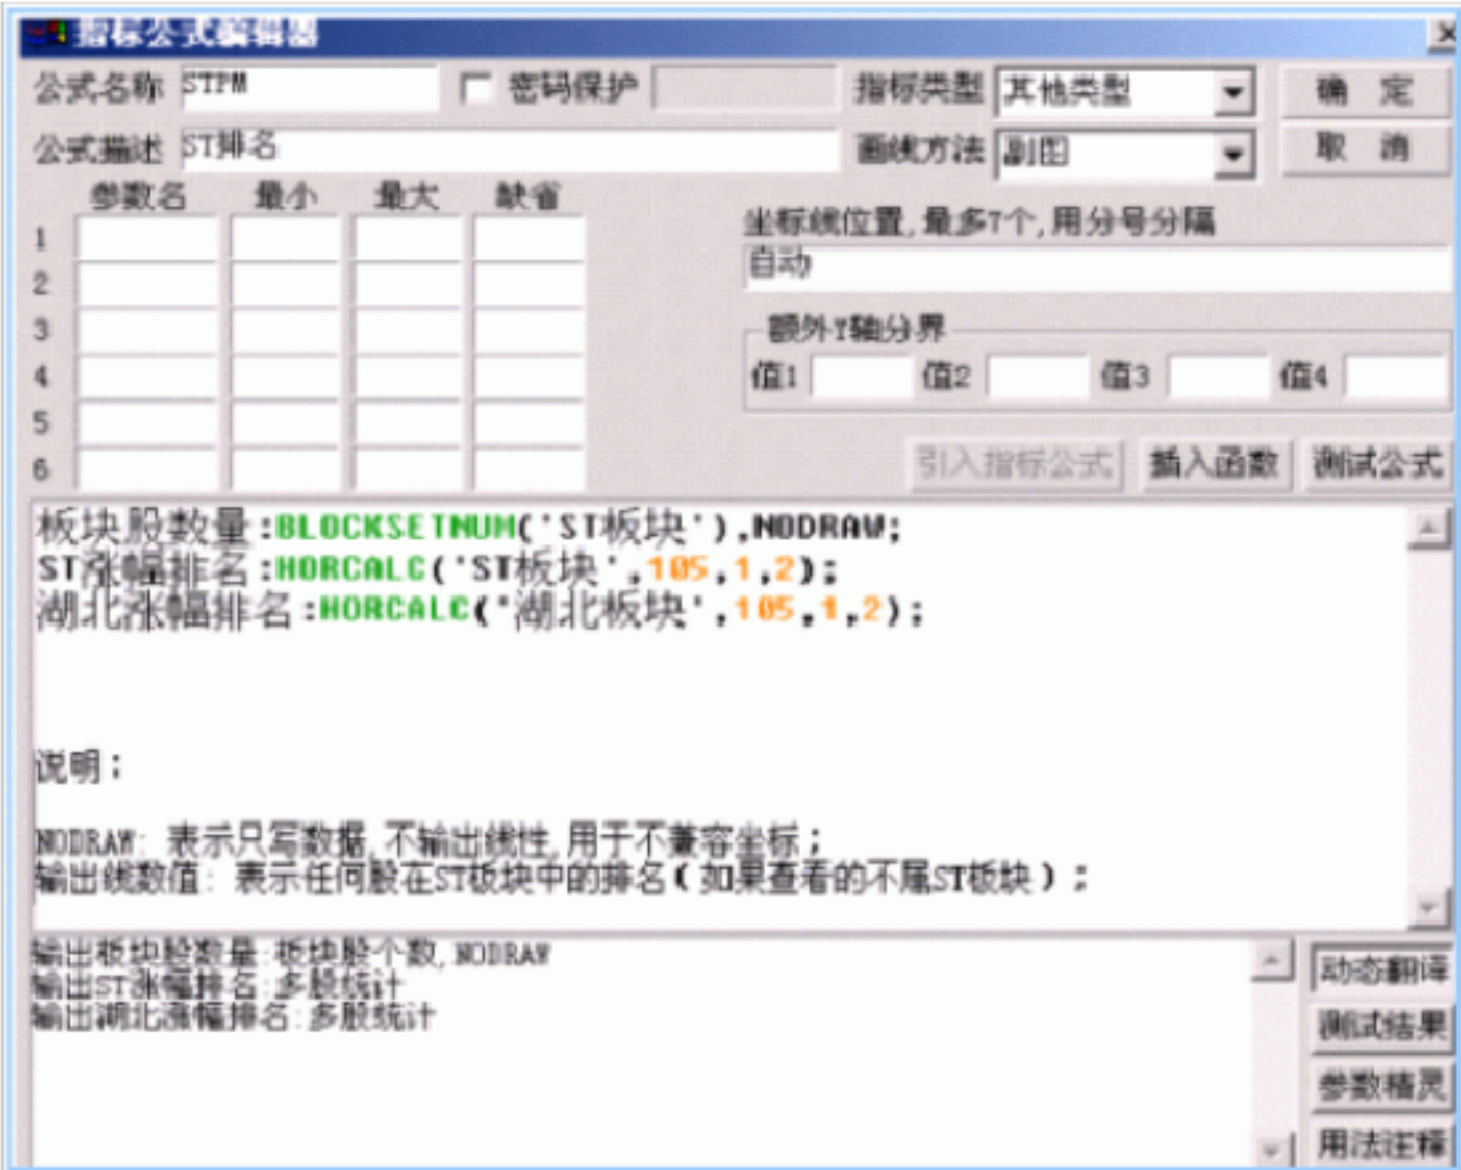 指标公式编辑器
公式名称 STPM 密码保护 指标类型 其他类型 确 定
公式描述 ST排名 画线方法 副图 取 消
参数名 最小 最大 缺省
坐标线位置,最多7个,用分号分隔
1
自动
2
额外Y轴分界
3
值1 值2 值3 值4
4
5
引入指标公式 插入函数 测试公式
6
板块股数量:BLOCKSETNUM('ST板块'),NODRAW;
ST涨幅排名:HORCALC('ST板块',105,1,2);
湖北涨幅排名:HORCALC('湖北板块',105,1,2);
说明;
NODRAW: 表示只写数据,不输出线性,用于不兼容坐标;
输出线数值: 表示任何股在ST板块中的排名(如果查看的不属ST板块);
输出板块股数量:板块股个数,NODRAW
输出ST涨幅排名:多股统计
输出湖北涨幅排名:多股统计
动态翻译
测试结果
参数精灵
用法注释